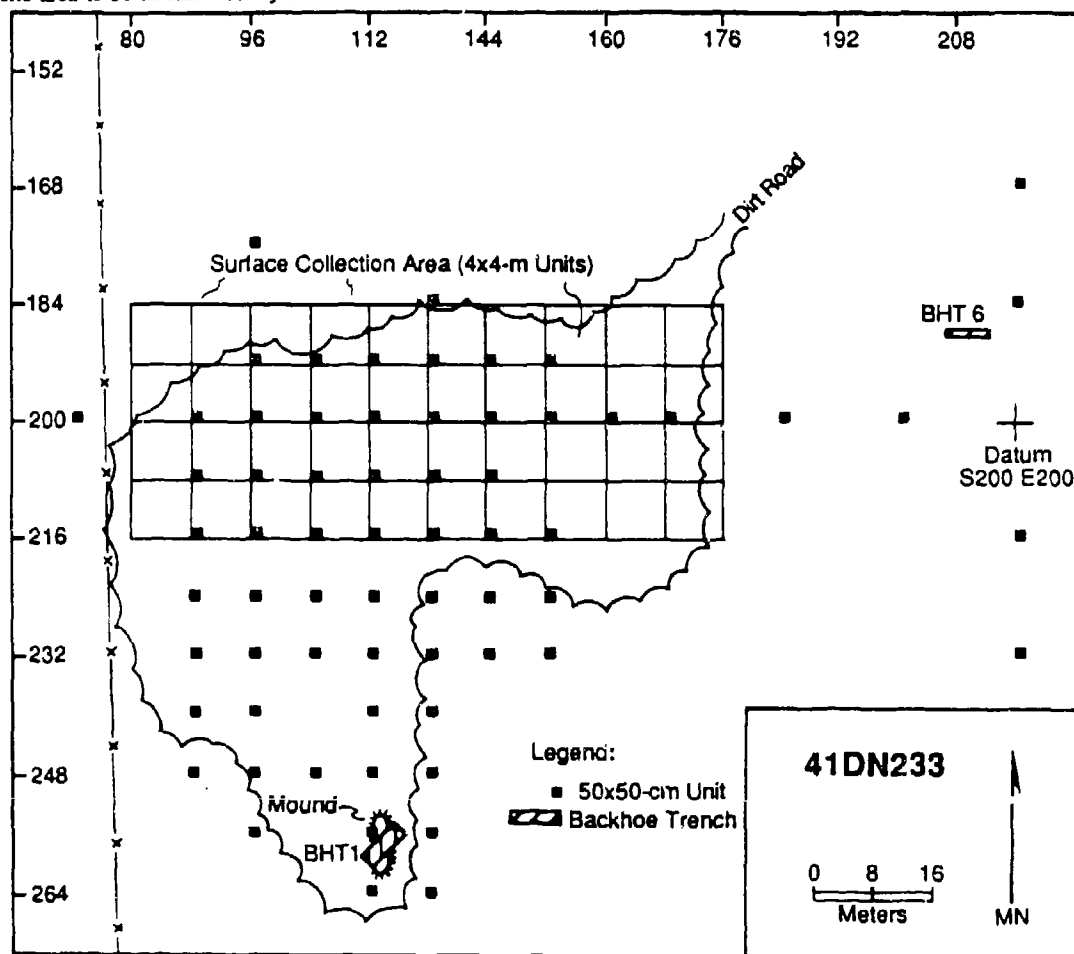 80 96 112 144 160 176 192 208
-152
-168
Dirt Road
Surface Collection Area (4x4-m Units)
-184
BHT 6
-200
Datum
S200 E200
-216
-232
-248
Legend:
50x50-cm Unit
Backhoe Trench
Mound
BHT1
-264
41DN233
0 8 16
Meters
MN